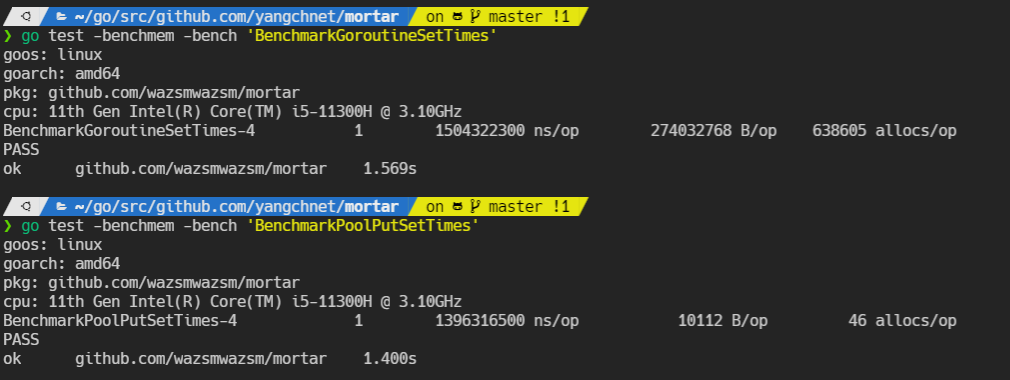 ~/go/src/github.com/yangchnet/mortar on master !1
❯ go test -benchmem -bench 'BenchmarkGoroutineSetTimes'
goos: linux
goarch: amd64
pkg: github.com/wazsmwazsm/mortar
cpu: 11th Gen Intel(R) Core(TM) i5-11300H @ 3.10GHz
BenchmarkGoroutineSetTimes-4 1 1504322300 ns/op 274032768 B/op 638605 allocs/op
PASS
ok github.com/wazsmwazsm/mortar 1.569s
~/go/src/github.com/yangchnet/mortar on master !1
❯ go test -benchmem -bench 'BenchmarkPoolPutSetTimes'
goos: linux
goarch: amd64
pkg: github.com/wazsmwazsm/mortar
cpu: 11th Gen Intel(R) Core(TM) i5-11300H @ 3.10GHz
BenchmarkPoolPutSetTimes-4 1 1396316500 ns/op 10112 B/op 46 allocs/op
PASS
ok github.com/wazsmwazsm/mortar 1.400s